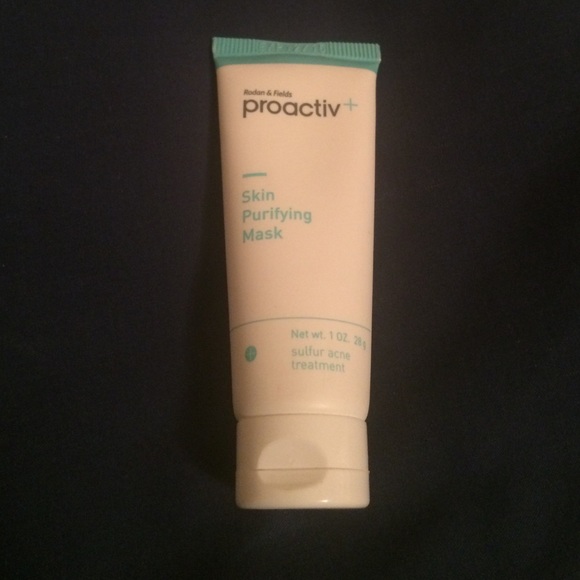 Rodan & Fields
proactiv+
Skin
Purifying
Mask
Net wt. 1 OZ. 28 g
sulfur acne
treatment